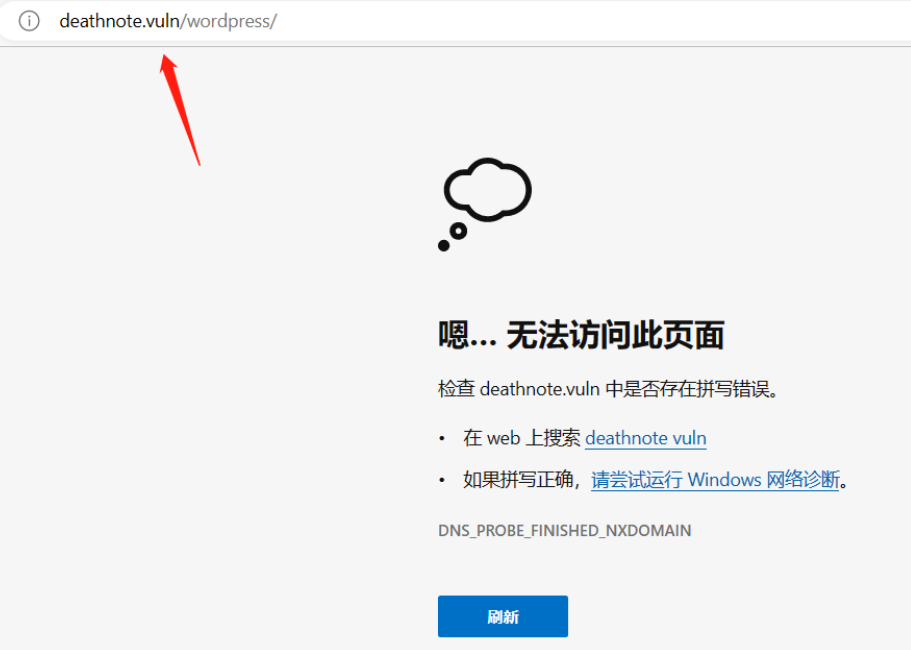 deathnote.vuln/wordpress/
嗯... 无法访问此页面
检查 deathnote.vuln 中是否存在拼写错误。
• 在 web 上搜索 deathnote vuln
• 如果拼写正确，请尝试运行 Windows 网络诊断。
DNS_PROBE_FINISHED_NXDOMAIN
刷新